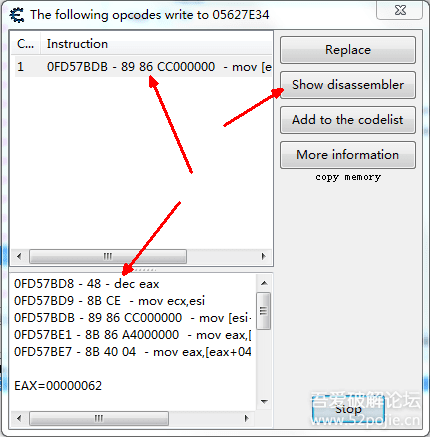 The following opcodes write to 05627E34
C... Instruction
1 0FD57BDB - 89 86 CC000000 - mov [e
Replace
Show disassembler
Add to the codelist
More information
copy memory
0FD57BD8 - 48 - dec eax
0FD57BD9 - 8B CE - mov ecx,esi
0FD57BDB - 89 86 CC000000 - mov [esi-
0FD57BE1 - 8B 86 A4000000 - mov eax,[
0FD57BE7 - 8B 40 04 - mov eax,[eax+04
EAX=00000062
Stop
吾爱破解论坛
www.52pojie.cn